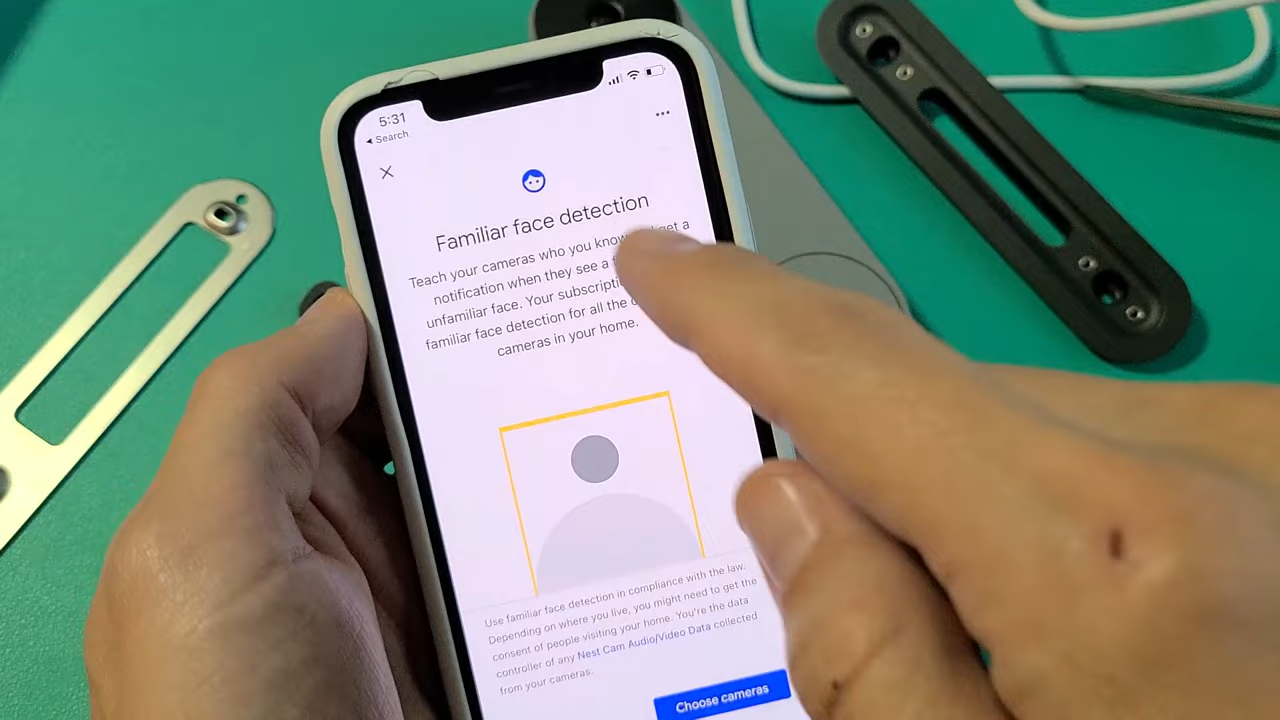 5:31
Search
Familiar face detection
Teach your cameras who you know get a
notification when they see a
unfamiliar face. Your
familiar face detection for all the
cameras in your home.
Use familiar face detection in compliance with the law.
Depending on where you live, you might need to get the
consent of people visiting your home. You're the data
controller of any Nest Cam Audio/Video Data collected
from your cameras.
Choose cameras